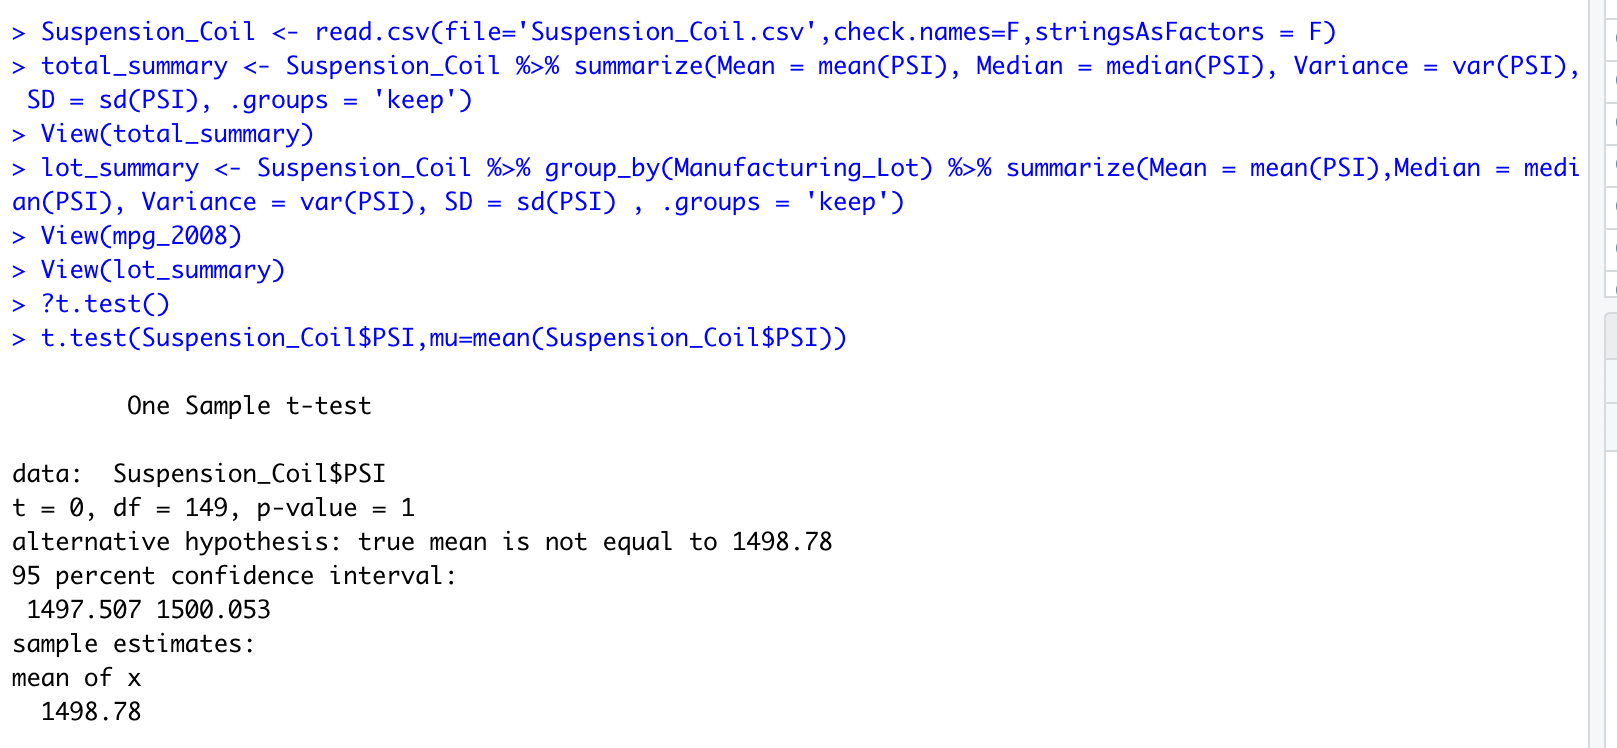 > Suspension_Coil <- read.csv(file='Suspension_Coil.csv',check.names=F,stringsAsFactors = F)
> total_summary <- Suspension_Coil %>% summarize(Mean = mean(PSI), Median = median(PSI), Variance = var(PSI),
 SD = sd(PSI), .groups = 'keep')
> View(total_summary)
> lot_summary <- Suspension_Coil %>% group_by(Manufacturing_Lot) %>% summarize(Mean = mean(PSI),Median = medi
an(PSI), Variance = var(PSI), SD = sd(PSI) , .groups = 'keep')
> View(mpg_2008)
> View(lot_summary)
> ?t.test()
> t.test(Suspension_Coil$PSI,mu=mean(Suspension_Coil$PSI))
One Sample t-test
data:  Suspension_Coil$PSI
t = 0, df = 149, p-value = 1
alternative hypothesis: true mean is not equal to 1498.78
95 percent confidence interval:
 1497.507 1500.053
sample estimates:
mean of x
  1498.78